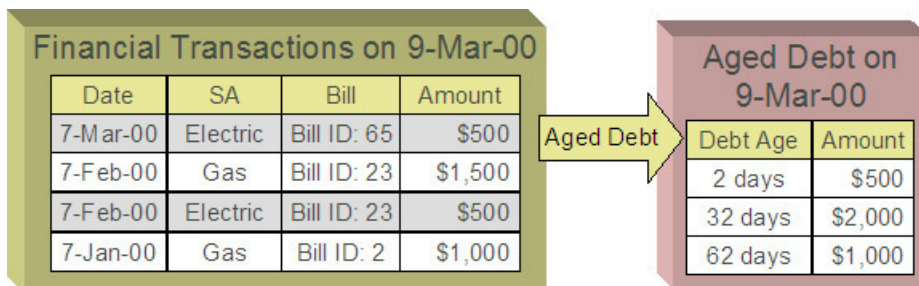 Financial Transactions on 9-Mar-00
Date SA Bill Amount
7-Mar-00 Electric Bill ID: 65 $500
7-Feb-00 Gas Bill ID: 23 $1,500
7-Feb-00 Electric Bill ID: 23 $500
7-Jan-00 Gas Bill ID: 2 $1,000
Aged Debt
Aged Debt on
9-Mar-00
Debt Age Amount
2 days $500
32 days $2,000
62 days $1,000